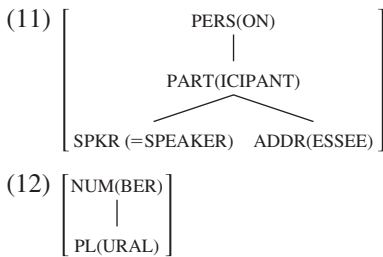 (11) PERS(ON)
PART(ICIPANT)
SPKR (=SPEAKER) ADDR(ESSEE)
(12) NUM(BER)
PL(URAL)